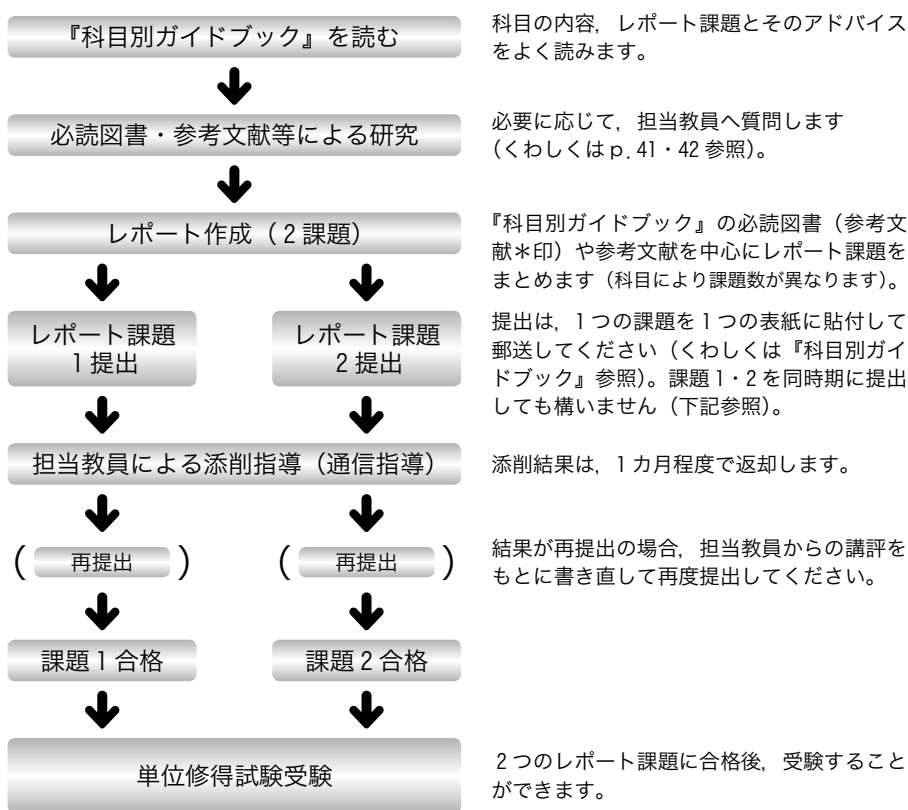 『科目別ガイドブック』を読む
科目の内容，レポート課題とそのアドバイス
をよく読みます。
必読図書・参考文献等による研究
必要に応じて，担当教員へ質問します
（くわしくはp.41・42参照）。
レポート作成（2課題）
『科目別ガイドブック』の必読図書（参考文
献＊印）や参考文献を中心にレポート課題を
まとめます（科目により課題数が異なります）。
レポート課題
1提出
レポート課題
2提出
提出は，1つの課題を1つの表紙に貼付して
郵送してください（くわしくは『科目別ガイ
ドブック』参照）。課題1・2を同時期に提出
しても構いません（下記参照）。
担当教員による添削指導（通信指導）
添削結果は，1カ月程度で返却します。
（再提出）
（再提出）
結果が再提出の場合，担当教員からの講評を
もとに書き直して再度提出してください。
課題1合格
課題2合格
単位修得試験受験
2つのレポート課題に合格後，受験すること
ができます。